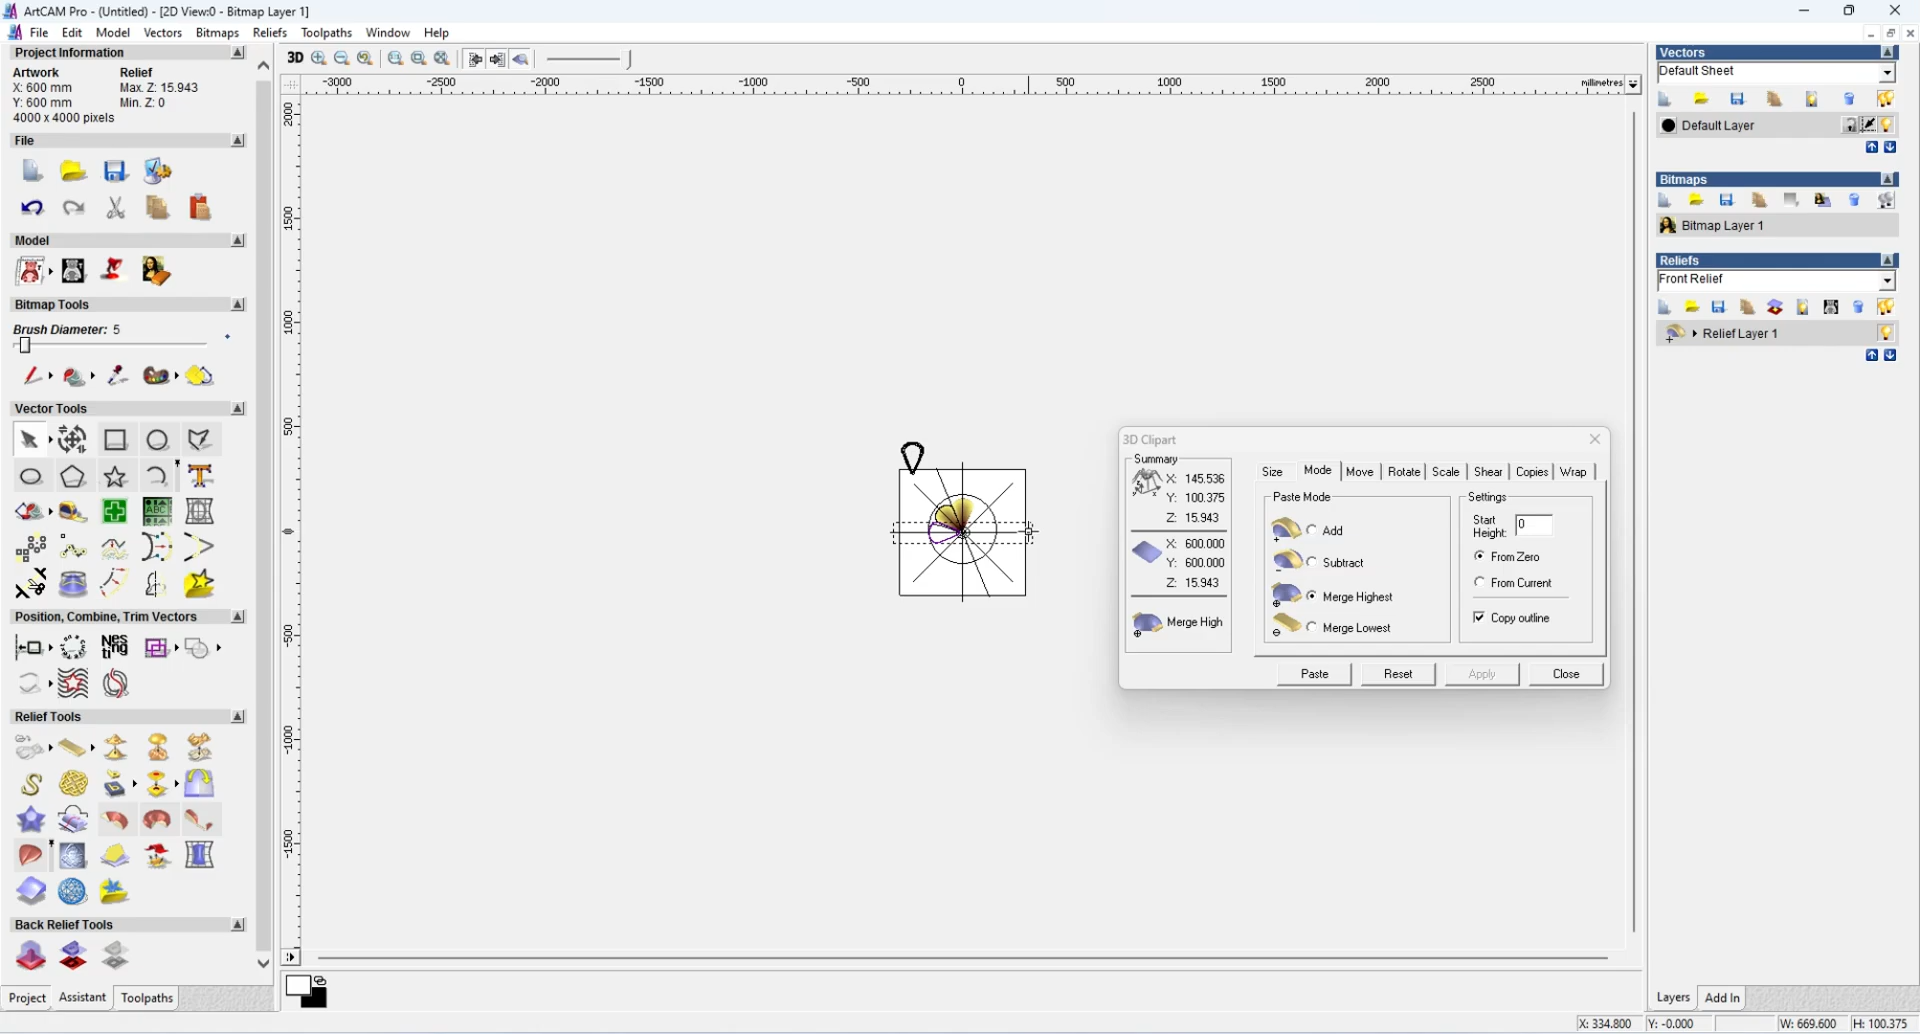 ArtCAM Pro - (Untitled) - [2D View:0 - Bitmap Layer 1]
File Edit Model Vectors Bitmaps Reliefs Toolpaths Window Help
Project Information
Artwork Relief
X: 600 mm Max. Z: 15.943
Y: 600 mm Min. Z: 0
4000 x 4000 pixels
File
Model
Bitmap Tools
Brush Diameter: 5
Vector Tools
ABC
Position, Combine, Trim Vectors
Nes
ting
Relief Tools
Back Relief Tools
Project Assistant Toolpaths
3D
-3000 -2500 -2000 -1500 -1000 -500 0 500 1000 1500 2000 2500 millimetres
2000
1500
1000
500
0
-500
-1000
-1500
3D Clipart
Summary
X: 145.536
Y: 100.375
Z: 15.943
X: 600.000
Y: 600.000
Z: 15.943
Merge High
Size Mode Move Rotate Scale Shear Copies Wrap
Paste Mode
Add
Subtract
Merge Highest
Merge Lowest
Settings
Start
Height: 0
From Zero
From Current
Copy outline
Paste Reset Apply Close
Vectors
Default Sheet
Default Layer
Bitmaps
Bitmap Layer 1
Reliefs
Front Relief
Relief Layer 1
Layers Add In
X: 334.800 Y: -0.000 W: 669.600 H: 100.375